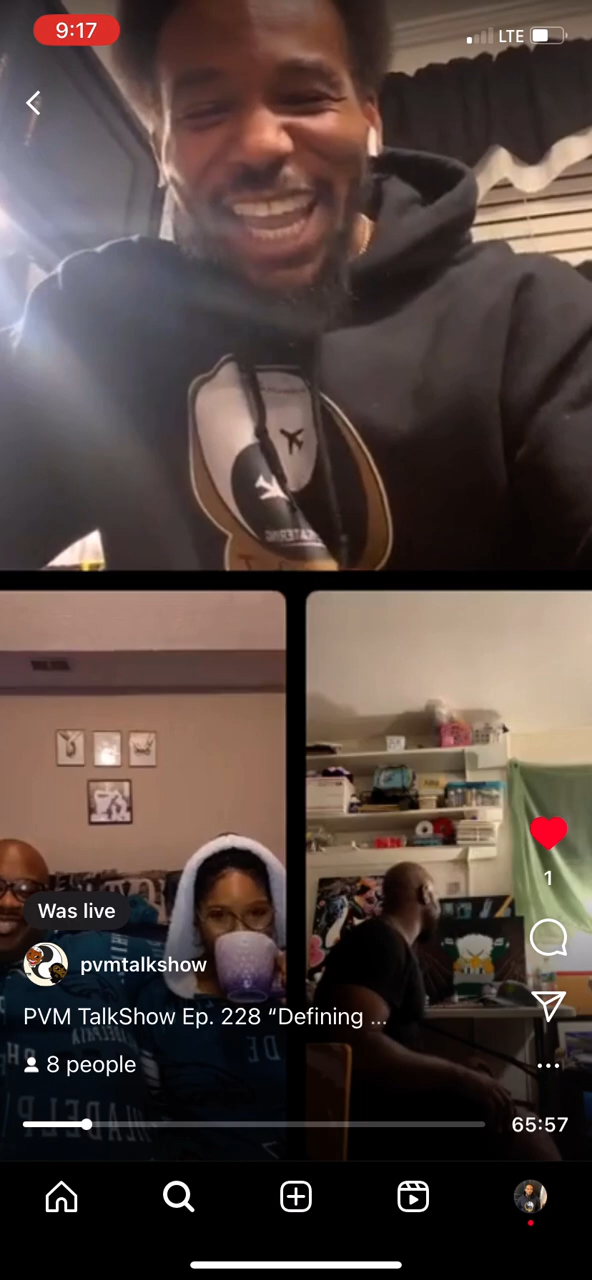 9:17
LTE
Was live
pvmtalkshow
PVM TalkShow Ep. 228 “Defining ...
8 people
1
65:57